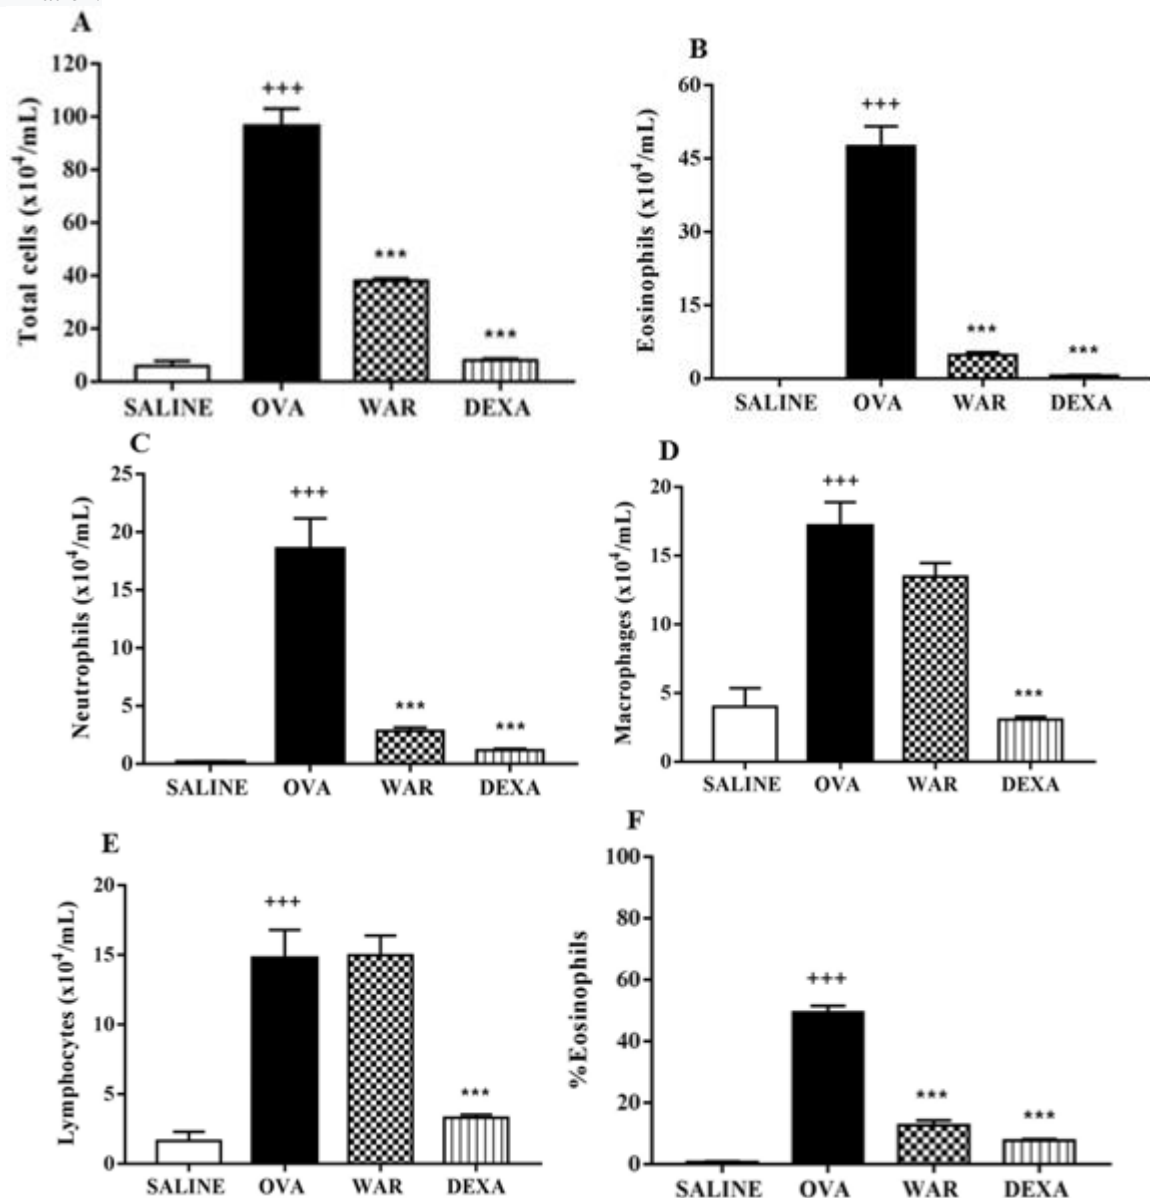 A
Total cells (x10⁴/mL)
120
100
80
60
40
20
0
+++
***
***
SALINE OVA WAR DEXA
B
Eosinophils (x10⁴/mL)
60
45
30
15
0
+++
***
***
SALINE OVA WAR DEXA
C
Neutrophils (x10⁴/mL)
25
20
15
10
5
0
+++
***
***
SALINE OVA WAR DEXA
D
Macrophages (x10⁴/mL)
20
15
10
5
0
+++
***
SALINE OVA WAR DEXA
E
Lymphocytes (x10⁴/mL)
20
15
10
5
0
+++
***
SALINE OVA WAR DEXA
F
%Eosinophils
100
80
60
40
20
0
+++
***
***
SALINE OVA WAR DEXA